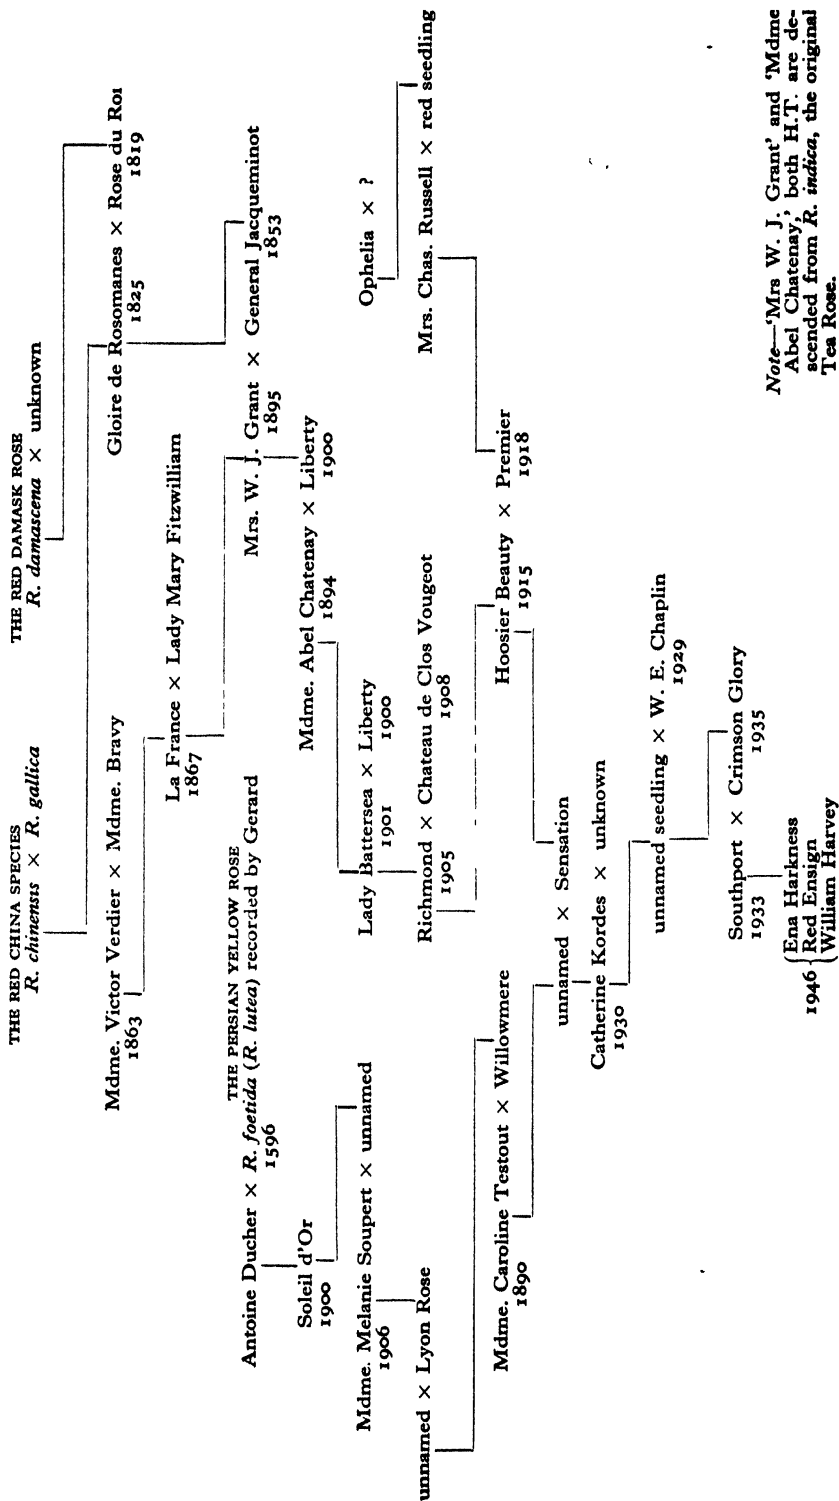 THE RED CHINA SPECIES
R. chinensis × R. gallica
THE RED DAMASK ROSE
R. damascena × unknown
Mdme. Victor Verdier × Mdme. Bravy
1863
Gloire de Rosomanes × Rose du Roi
1825 1819
La France × Lady Mary Fitzwilliam
1867
THE PERSIAN YELLOW ROSE
Antoine Ducher × R. foetida (R. lutea) recorded by Gerard
1596
Mrs. W. J. Grant × General Jacqueminot
1895 1853
Soleil d'Or
1900
Mdme. Abel Chatenay × Liberty
1894 1900
Mdme. Melanie Soupert × unnamed
1906
Lady Battersea × Liberty
1901 1900
Ophelia × ?
unnamed × Lyon Rose
Richmond × Chateau de Clos Vougeot
1905 1908
Mrs. Chas. Russell × red seedling
Mdme. Caroline Testout × Willowmere
1890
Hoosier Beauty × Premier
1915 1918
unnamed × Sensation
Catherine Kordes × unknown
1930
unnamed seedling × W. E. Chaplin
1929
Southport × Crimson Glory
1933 1935
1946 { Ena Harkness
Red Ensign
William Harvey
Note—'Mrs W. J. Grant' and 'Mdme
Abel Chatenay,' both H.T. are de-
scended from R. indica, the original
Tea Rose.